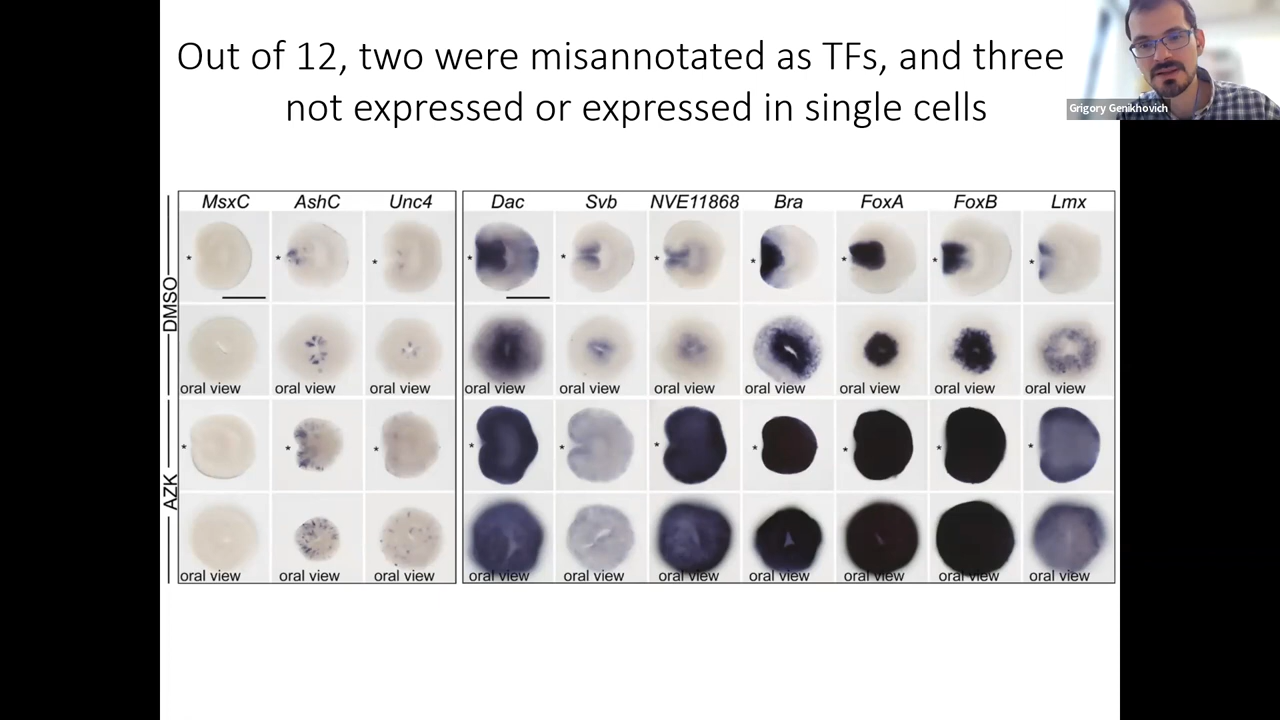 Out of 12, two were misannotated as TFs, and three
not expressed or expressed in single cells
Grigory Genikhovich
MsxC AshC Unc4 Dac Svb NVE11868 Bra FoxA FoxB Lmx
* * * * * * * * * *
DMSO
oral view oral view oral view oral view oral view oral view oral view oral view oral view oral view
* * * * * * * * * *
AZK
oral view oral view oral view oral view oral view oral view oral view oral view oral view oral view